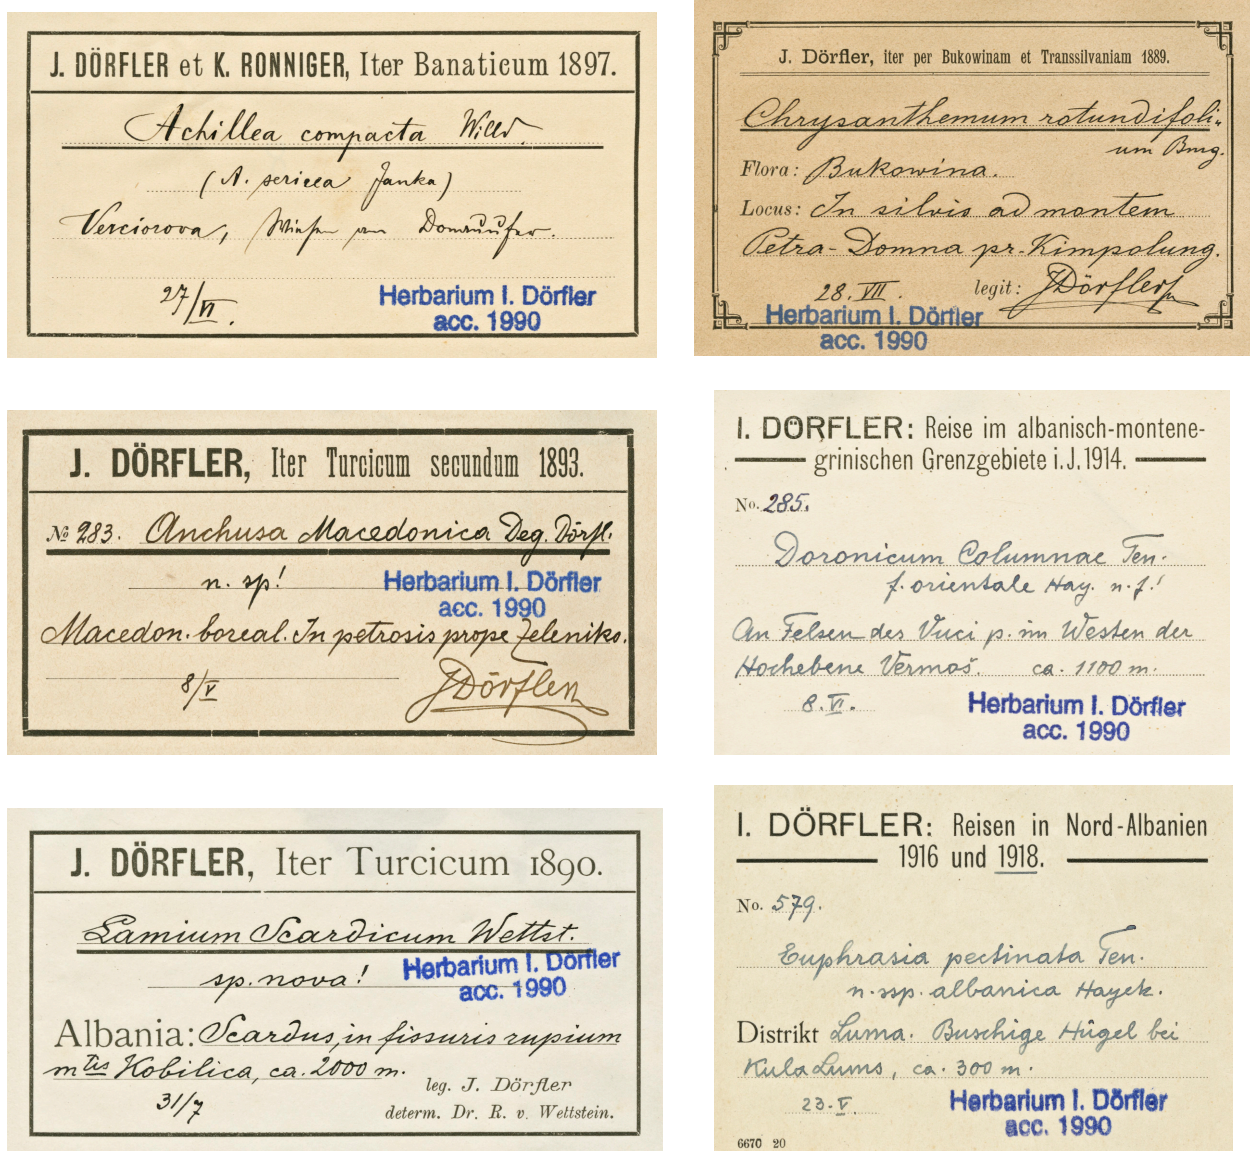 J. DÖRFLER et K. RONNIGER, Iter Banaticum 1897.
Achillea compacta Willd.
(A. sericea Janka)
Verciorova, Wiesen am Donauufer.
27/VI.
Herbarium I. Dörfler
acc. 1990
J. Dörfler, iter per Bukowinam et Transsilvaniam 1889.
Chrysanthemum rotundifoli-
um Bmg.
Flora: Bukowina.
Locus: In silvis ad montem
Petra-Domna pr. Kimpolung.
28. VII. legit: JDörfler
Herbarium I. Dörfler
acc. 1990
J. DÖRFLER, Iter Turcicum secundum 1893.
№ 283. Anchusa Macedonica Deg. Dörfl.
n. sp!
Herbarium I. Dörfler
acc. 1990
Macedon. boreal. In petrosis prope Zeleniko.
8/V JDörfler
I. DÖRFLER: Reise im albanisch-montene-
grinischen Grenzgebiete i. J. 1914.
No. 285.
Doronicum Columnae Ten.
f. orientale Hay. n. f.!
An Felsen des Vuci p. im Westen der
Hochebene Vermoš. ca. 1100 m.
8. VI.
Herbarium I. Dörfler
acc. 1990
J. DÖRFLER, Iter Turcicum 1890.
Lamium Scardicum Wettst.
sp. nova!
Herbarium I. Dörfler
acc. 1990
Albania: Scardus, in fissuris rupium
mtis Kobilica, ca. 2000 m.
31/7
leg. J. Dörfler
determ. Dr. R. v. Wettstein.
I. DÖRFLER: Reisen in Nord-Albanien
1916 und 1918.
No. 579.
Euphrasia pectinata Ten.
n. ssp. albanica Hayek.
Distrikt Luma. Buschige Hügel bei
Kula Lums, ca. 300 m.
23. V.
Herbarium I. Dörfler
acc. 1990
6670 20